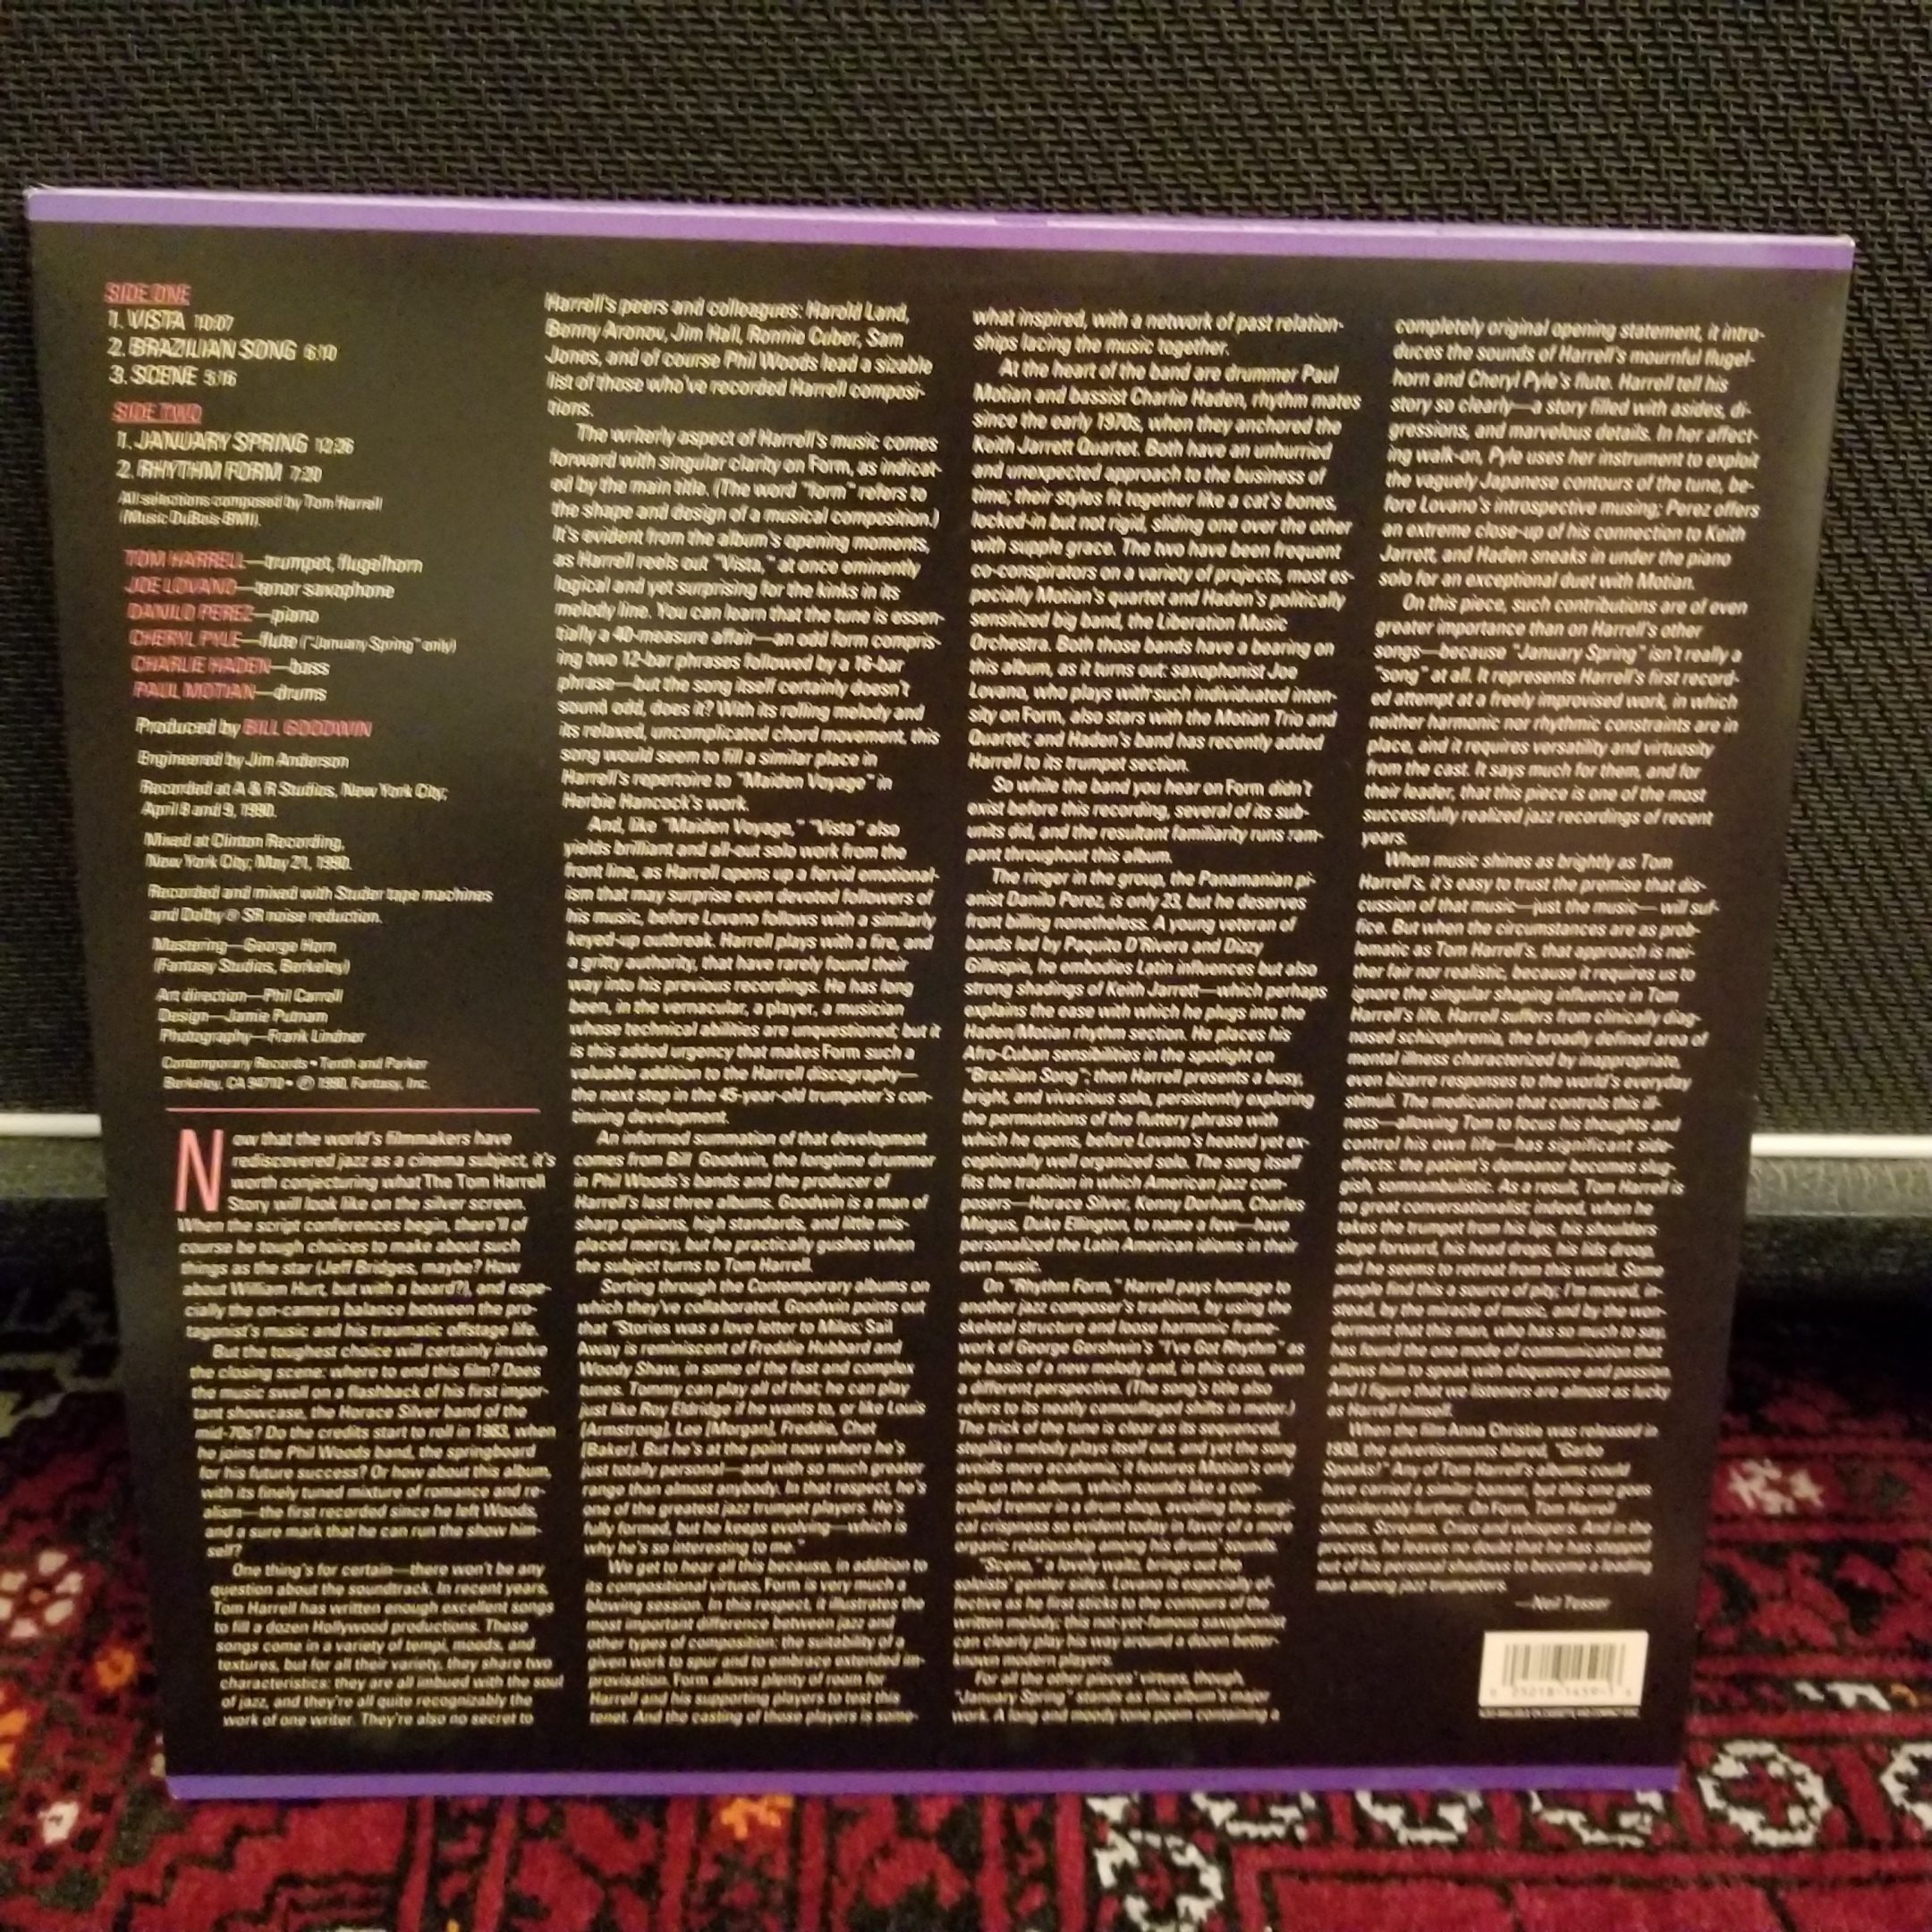 SIDE ONE
1. VISTA 10:07
2. BRAZILIAN SONG 6:10
3. SCENE 5:16
SIDE TWO
1. JANUARY SPRING 12:26
2. RHYTHM FORM 7:20
(All selections composed by Tom Harrell
(Music DuBois-BMI).
TOM HARRELL—trumpet, flugelhorn
JOE LOVANO—tenor saxophone
DANILO PEREZ—piano
CHERYL PYLE—flute ("January Spring" only)
CHARLIE HADEN—bass
PAUL MOTIAN—drums
Produced by BILL GOODWIN
Engineered by Jim Anderson
Recorded at A & R Studios, New York City;
April 8 and 9, 1990.
Mixed at Clinton Recording,
New York City; May 21, 1990.
Recorded and mixed with Studer tape machines
and Dolby ® SR noise reduction.
Mastering—George Horn
(Fantasy Studios, Berkeley)
Art direction—Phil Carroll
Design—Jamie Putnam
Photography—Frank Lindner
Contemporary Records • Tenth and Parker
Berkeley, CA 94710 • ℗ 1990, Fantasy, Inc.
Now that the world's filmmakers have
rediscovered jazz as a cinema subject, it's
worth conjecturing what The Tom Harrell
Story will look like on the silver screen.
When the script conferences begin, there'll of
course be tough choices to make about such
things as the star (Jeff Bridges, maybe? How
about William Hurt, but with a beard?), and espe-
cially the on-camera balance between the pro-
tagonist's music and his traumatic offstage life.
But the toughest choice will certainly involve
the closing scene: where to end this film? Does
the music swell on a flashback of his first impor-
tant showcase, the Horace Silver band of the
mid-70s? Do the credits start to roll in 1983, when
he joins the Phil Woods band, the springboard
for his future success? Or how about this album,
with its finely tuned mixture of romance and re-
alism—the first recorded since he left Woods,
and a sure mark that he can run the show him-
self?
One thing's for certain—there won't be any
question about the soundtrack. In recent years,
Tom Harrell has written enough excellent songs
to fill a dozen Hollywood productions. These
songs come in a variety of tempi, moods, and
textures, but for all their variety, they share two
characteristics: they are all imbued with the soul
of jazz, and they're all quite recognizably the
work of one writer. They're also no secret to
Harrell's peers and colleagues: Harold Land,
Benny Aronov, Jim Hall, Ronnie Cuber, Sam
Jones, and of course Phil Woods lead a sizable
list of those who've recorded Harrell composi-
tions.
The writerly aspect of Harrell's music comes
forward with singular clarity on Form, as indicat-
ed by the main title. (The word "form" refers to
the shape and design of a musical composition.)
It's evident from the album's opening moments,
as Harrell reels out "Vista," at once eminently
logical and yet surprising for the kinks in its
melody line. You can learn that the tune is essen-
tially a 40-measure affair—an odd form compris-
ing two 12-bar phrases followed by a 16-bar
phrase—but the song itself certainly doesn't
sound odd, does it? With its rolling melody and
its relaxed, uncomplicated chord movement, this
song would seem to fill a similar place in
Harrell's repertoire to "Maiden Voyage" in
Herbie Hancock's work.
And, like "Maiden Voyage," "Vista" also
yields brilliant and all-out solo work from the
front line, as Harrell opens up a fervid emotional-
ism that may surprise even devoted followers of
his music, before Lovano follows with a similarly
keyed-up outbreak. Harrell plays with a fire, and
a gritty authority, that have rarely found their
way into his previous recordings. He has long
been, in the vernacular, a player, a musician
whose technical abilities are unquestioned; but it
is this added urgency that makes Form such a
valuable addition to the Harrell discography—
the next step in the 45-year-old trumpeter's con-
tinuing development.
An informed summation of that development
comes from Bill Goodwin, the longtime drummer
in Phil Woods's bands and the producer of
Harrell's last three albums. Goodwin is a man of
sharp opinions, high standards, and little mis-
placed mercy, but he practically gushes when
the subject turns to Tom Harrell.
Sorting through the Contemporary albums on
which they've collaborated, Goodwin points out
that "Stories was a love letter to Miles; Sail
Away is reminiscent of Freddie Hubbard and
Woody Shaw, in some of the fast and complex
tunes. Tommy can play all of that; he can play
just like Roy Eldridge if he wants to, or like Louis
[Armstrong], Lee [Morgan], Freddie, Chet
[Baker]. But he's at the point now where he's
just totally personal—and with so much greater
range than almost anybody. In that respect, he's
one of the greatest jazz trumpet players. He's
fully formed, but he keeps evolving—which is
why he's so interesting to me."
We get to hear all this because, in addition to
its compositional virtues, Form is very much a
blowing session. In this respect, it illustrates the
most important difference between jazz and
other types of composition: the suitability of a
given work to spur and to embrace extended im-
provisation. Form allows plenty of room for
Harrell and his supporting players to test this
tenet. And the casting of those players is some-
what inspired, with a network of past relation-
ships lacing the music together.
At the heart of the band are drummer Paul
Motian and bassist Charlie Haden, rhythm mates
since the early 1970s, when they anchored the
Keith Jarrett Quartet. Both have an unhurried
and unexpected approach to the business of
time; their styles fit together like a cat's bones,
locked-in but not rigid, sliding one over the other
with supple grace. The two have been frequent
co-conspirators on a variety of projects, most es-
pecially Motian's quartet and Haden's politically
sensitized big band, the Liberation Music
Orchestra. Both those bands have a bearing on
this album, as it turns out: saxophonist Joe
Lovano, who plays with such individuated inten-
sity on Form, also stars with the Motian Trio and
Quartet; and Haden's band has recently added
Harrell to its trumpet section.
So while the band you hear on Form didn't
exist before this recording, several of its sub-
units did, and the resultant familiarity runs ram-
pant throughout this album.
The ringer in the group, the Panamanian pi-
anist Danilo Perez, is only 23, but he deserves
front billing nonetheless. A young veteran of
bands led by Paquito D'Rivera and Dizzy
Gillespie, he embodies Latin influences but also
strong shadings of Keith Jarrett—which perhaps
explains the ease with which he plugs into the
Haden/Motian rhythm section. He places his
Afro-Cuban sensibilities in the spotlight on
"Brazilian Song"; then Harrell presents a busy,
bright, and vivacious solo, persistently exploring
the permutations of the fluttery phrase with
which he opens, before Lovano's heated yet ex-
ceptionally well organized solo. The song itself
fits the tradition in which American jazz com-
posers—Horace Silver, Kenny Dorham, Charles
Mingus, Duke Ellington, to name a few—have
personalized the Latin American idioms in their
own music.
On "Rhythm Form," Harrell pays homage to
another jazz composer's tradition, by using the
skeletal structure and loose harmonic frame-
work of George Gershwin's "I've Got Rhythm" as
the basis of a new melody and, in this case, even
a different perspective. (The song's title also
refers to its neatly camouflaged shifts in meter.)
The trick of the tune is clear as its sequenced,
steplike melody plays itself out, and yet the song
avoids mere academia; it features Motian's only
solo on the album, which sounds like a con-
trolled tremor in a drum shop, avoiding the surgi-
cal crispness so evident today in favor of a more
organic relationship among his drums' sounds.
"Scene," a lovely waltz, brings out the
soloists' gentler sides. Lovano is especially ef-
fective as he first sticks to the contours of the
written melody; this not-yet-famous saxophonist
can clearly play his way around a dozen better-
known modern players.
For all the other pieces' virtues, though,
"January Spring" stands as this album's major
work. A long and moody tone poem containing a
completely original opening statement, it intro-
duces the sounds of Harrell's mournful flugel-
horn and Cheryl Pyle's flute. Harrell tell his
story so clearly—a story filled with asides, di-
gressions, and marvelous details. In her affect-
ing walk-on, Pyle uses her instrument to exploit
the vaguely Japanese contours of the tune, be-
fore Lovano's introspective musing; Perez offers
an extreme close-up of his connection to Keith
Jarrett, and Haden sneaks in under the piano
solo for an exceptional duet with Motian.
On this piece, such contributions are of even
greater importance than on Harrell's other
songs—because "January Spring" isn't really a
"song" at all. It represents Harrell's first record-
ed attempt at a freely improvised work, in which
neither harmonic nor rhythmic constraints are in
place, and it requires versatility and virtuosity
from the cast. It says much for them, and for
their leader, that this piece is one of the most
successfully realized jazz recordings of recent
years.
When music shines as brightly as Tom
Harrell's, it's easy to trust the premise that dis-
cussion of that music—just the music— will suf-
fice. But when the circumstances are as prob-
lematic as Tom Harrell's, that approach is nei-
ther fair nor realistic, because it requires us to
ignore the singular shaping influence in Tom
Harrell's life. Harrell suffers from clinically diag-
nosed schizophrenia, the broadly defined area of
mental illness characterized by inappropriate,
even bizarre responses to the world's everyday
stimuli. The medication that controls this ill-
ness—allowing Tom to focus his thoughts and
control his own life—has significant side-
effects: the patient's demeanor becomes slug-
gish, somnambulistic. As a result, Tom Harrell is
no great conversationalist; indeed, when he
takes the trumpet from his lips, his shoulders
slope forward, his head drops, his lids droop,
and he seems to retreat from this world. Some
people find this a source of pity; I'm moved, in-
stead, by the miracle of music, and by the won-
derment that this man, who has so much to say,
has found the one mode of communication that
allows him to speak with eloquence and passion.
And I figure that we listeners are almost as lucky
as Harrell himself.
When the film Anna Christie was released in
1930, the advertisements blared, "Garbo
Speaks!" Any of Tom Harrell's albums could
have carried a similar banner, but this one goes
considerably further. On Form, Tom Harrell
shouts. Screams. Cries and whispers. And in the
process, he leaves no doubt that he has stepped
out of his personal shadows to become a leading
man among jazz trumpeters.
—Neil Tesser